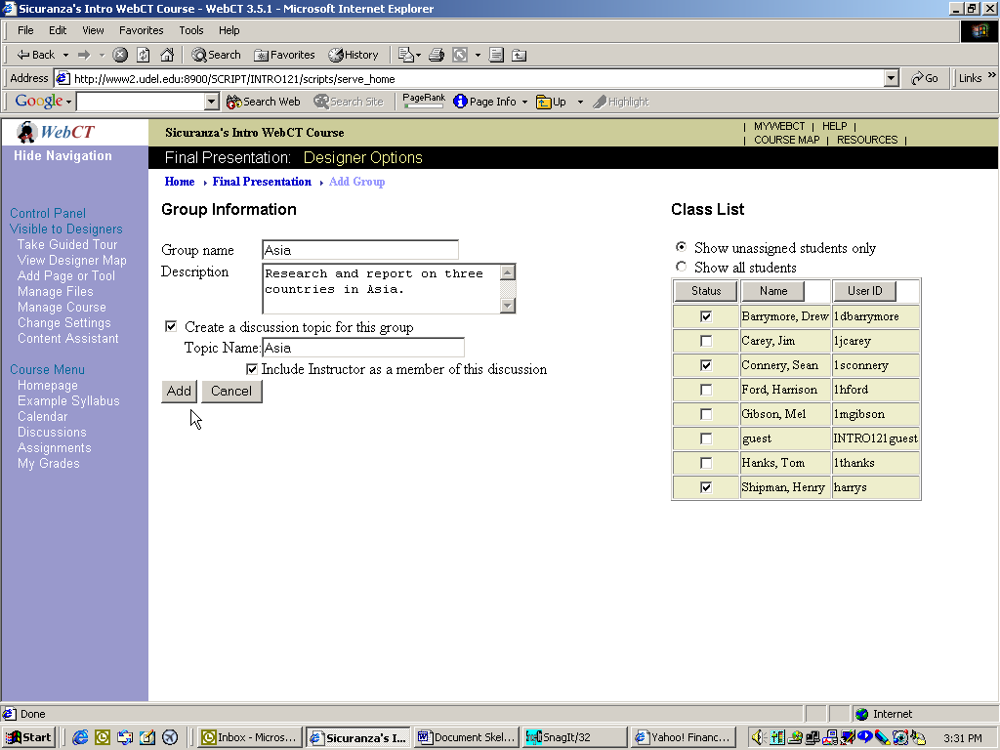 Sicuranza's Intro WebCT Course - WebCT 3.5.1 - Microsoft Internet Explorer
File Edit View Favorites Tools Help
Back Search Favorites History
Address http://www2.udel.edu:8900/SCRIPT/INTRO121/scripts/serve_home Go Links »
Google Search Web Search Site PageRank Page Info Up Highlight
WebCT Sicuranza's Intro WebCT Course | MYWEBCT | HELP |
| COURSE MAP | RESOURCES |
Hide Navigation Final Presentation: Designer Options
Home Final Presentation Add Group
Group Information
Group name Asia
Description Research and report on three
countries in Asia.
Create a discussion topic for this group
Topic Name: Asia
Include Instructor as a member of this discussion
Add Cancel
Class List
Show unassigned students only
Show all students
Status Name User ID
Barrymore, Drew 1dbarrymore
Carey, Jim 1jcarey
Connery, Sean 1sconnery
Ford, Harrison 1hford
Gibson, Mel 1mgibson
guest INTRO121guest
Hanks, Tom 1thanks
Shipman, Henry harrys
Control Panel
Visible to Designers
Take Guided Tour
View Designer Map
Add Page or Tool
Manage Files
Manage Course
Change Settings
Content Assistant
Course Menu
Homepage
Example Syllabus
Calendar
Discussions
Assignments
My Grades
Done Internet
Start Inbox - Micros... Sicuranza's I... Document Skel... SnagIt/32 Yahoo! Financ... 3:31 PM